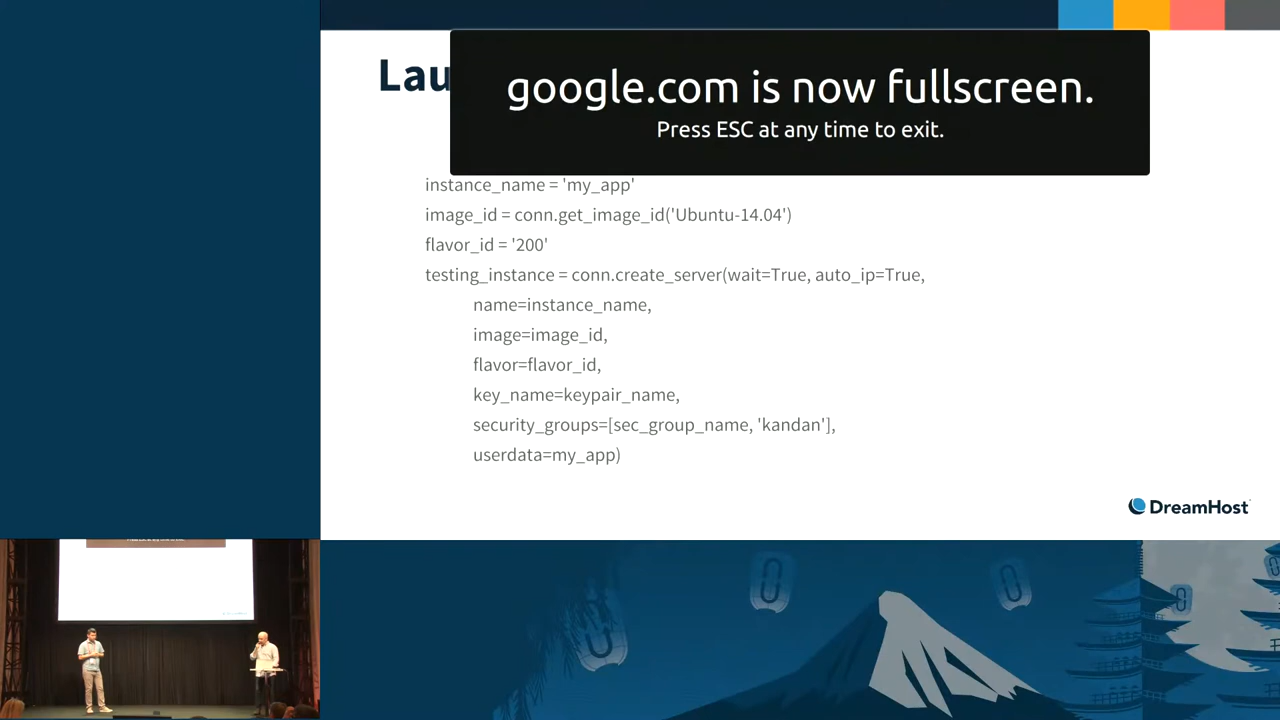 Lau
google.com is now fullscreen.
Press ESC at any time to exit.
instance_name = 'my_app'
image_id = conn.get_image_id('Ubuntu-14.04')
flavor_id = '200'
testing_instance = conn.create_server(wait=True, auto_ip=True,
name=instance_name,
image=image_id,
flavor=flavor_id,
key_name=keypair_name,
security_groups=[sec_group_name, 'kandan'],
userdata=my_app)
DreamHost